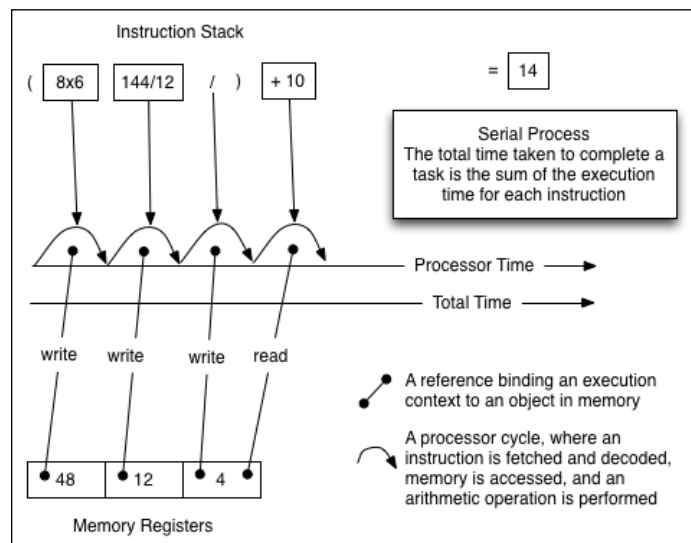 Instruction Stack
( 8x6 144/12 / ) + 10 = 14
Serial Process
The total time taken to complete a
task is the sum of the execution
time for each instruction
Processor Time
Total Time
write write write read
A reference binding an execution
context to an object in memory
A processor cycle, where an
instruction is fetched and decoded,
memory is accessed, and an
arithmetic operation is performed
48 12 4
Memory Registers